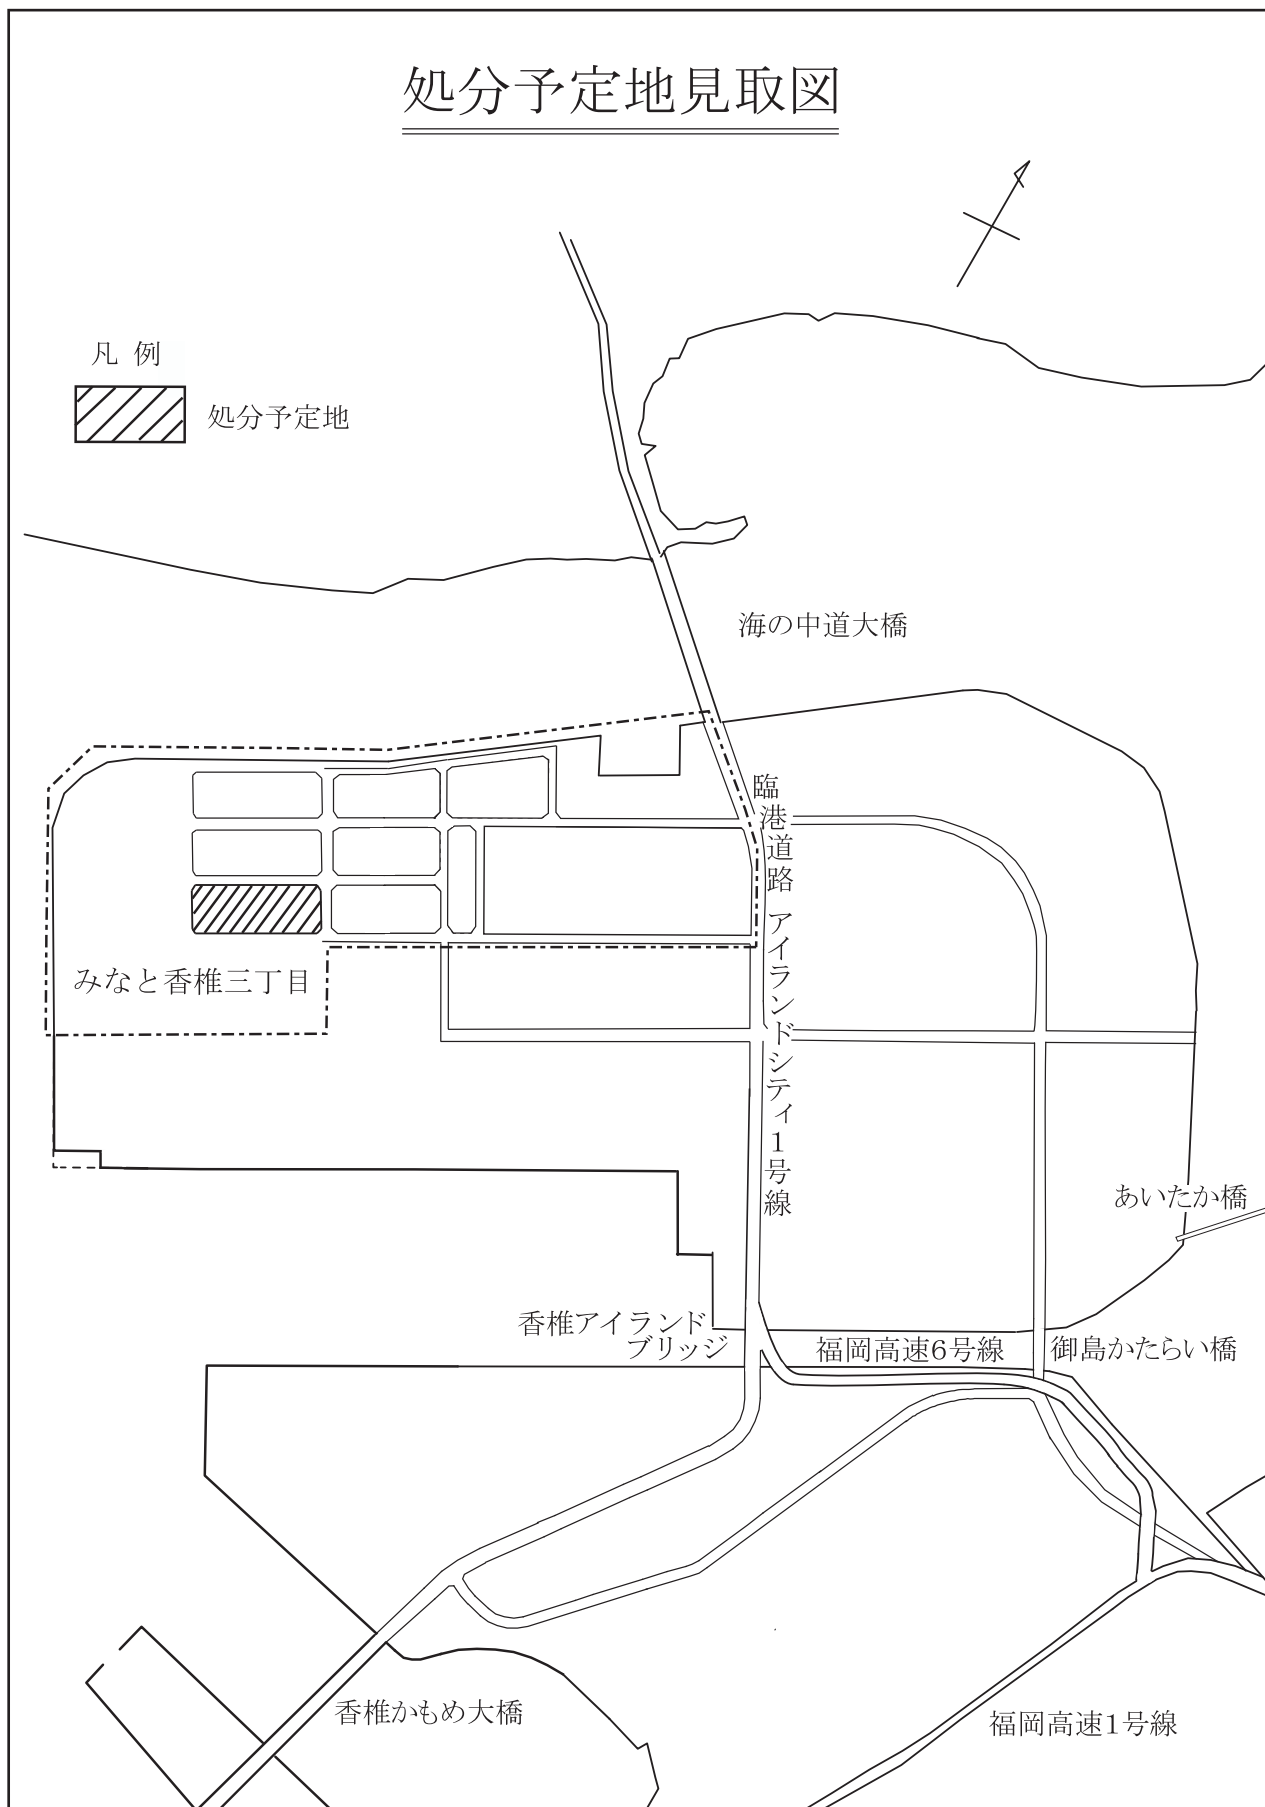 処分予定地見取図
凡 例
処分予定地
海の中道大橋
臨港道路 アイランドシティ1号線
みなと香椎三丁目
あいたか橋
香椎アイランド
ブリッジ
福岡高速6号線
御島かたらい橋
香椎かもめ大橋
福岡高速1号線